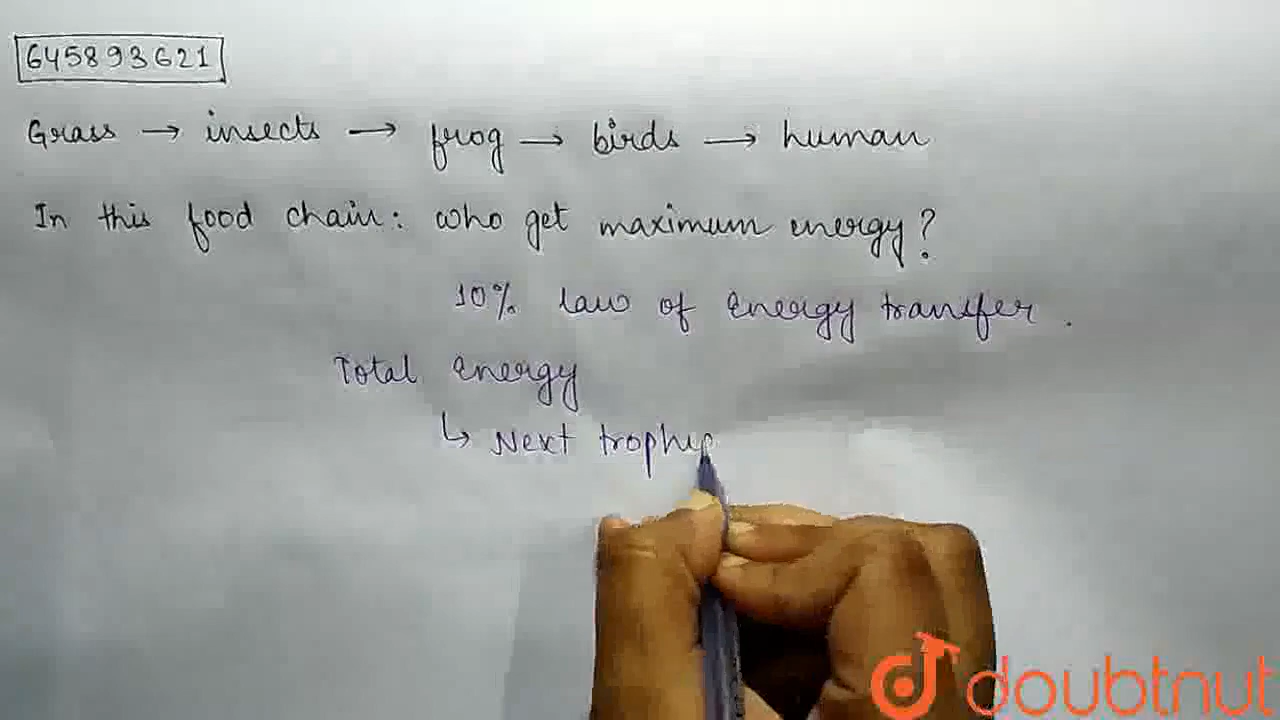 645893621
Grass → insects → frog → birds → human
In this food chain: who get maximum energy?
10% law of energy transfer.
Total energy
↳ Next trophic
doubtnut